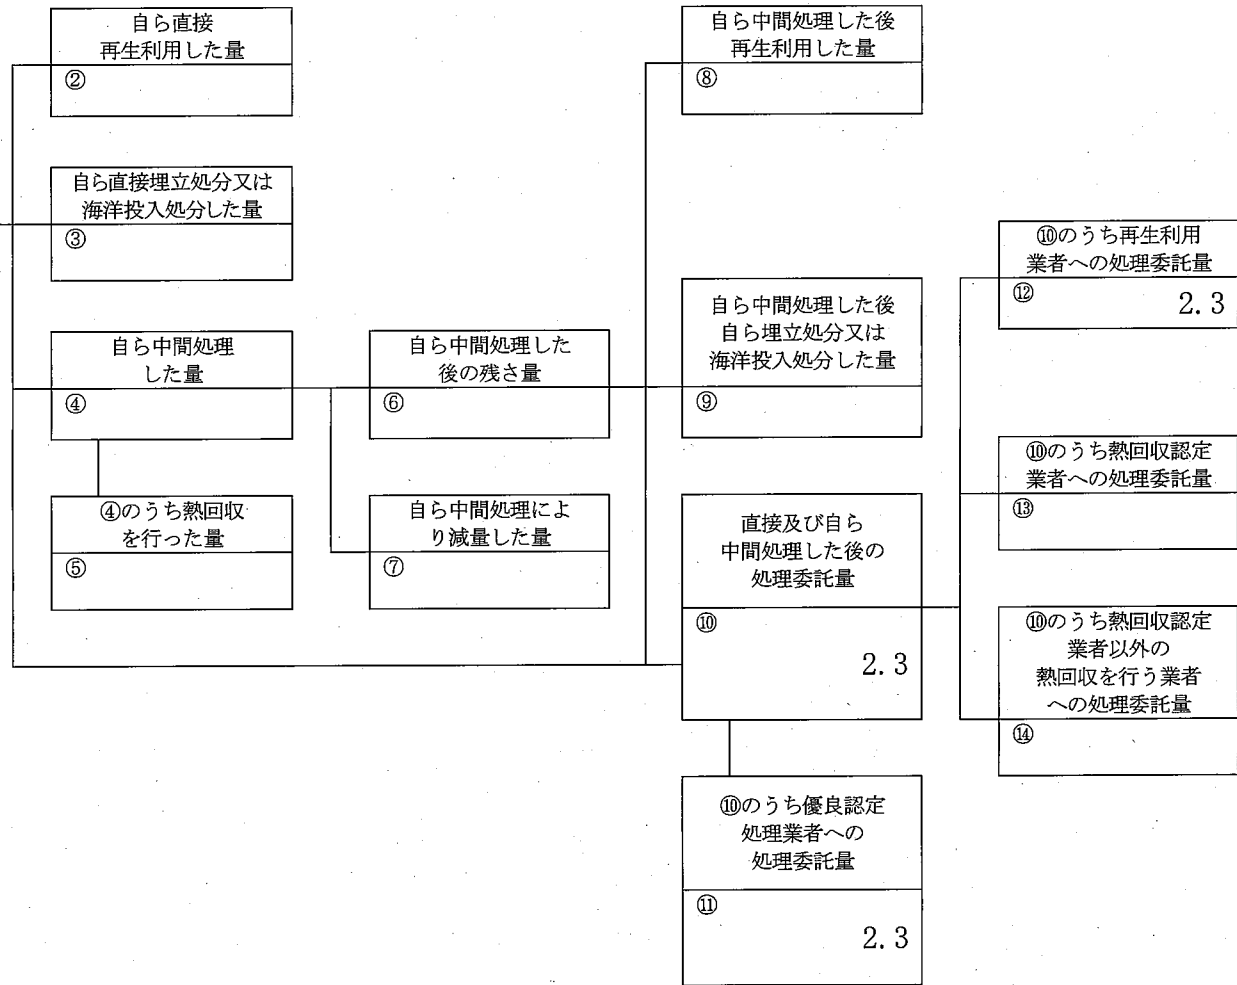 自ら直接
再生利用した量
②
自ら直接埋立処分又は
海洋投入処分した量
③
自ら中間処理
した量
④
④のうち熱回収
を行った量
⑤
自ら中間処理した
後の残さ量
⑥
自ら中間処理によ
り減量した量
⑦
自ら中間処理した後
再生利用した量
⑧
自ら中間処理した後
自ら埋立処分又は
海洋投入処分した量
⑨
直接及び自ら
中間処理した後の
処理委託量
⑩
2.3
⑩のうち優良認定
処理業者への
処理委託量
⑪
2.3
⑩のうち再生利用
業者への処理委託量
⑫
2.3
⑩のうち熱回収認定
業者への処理委託量
⑬
⑩のうち熱回収認定
業者以外の
熱回収を行う業者
への処理委託量
⑭